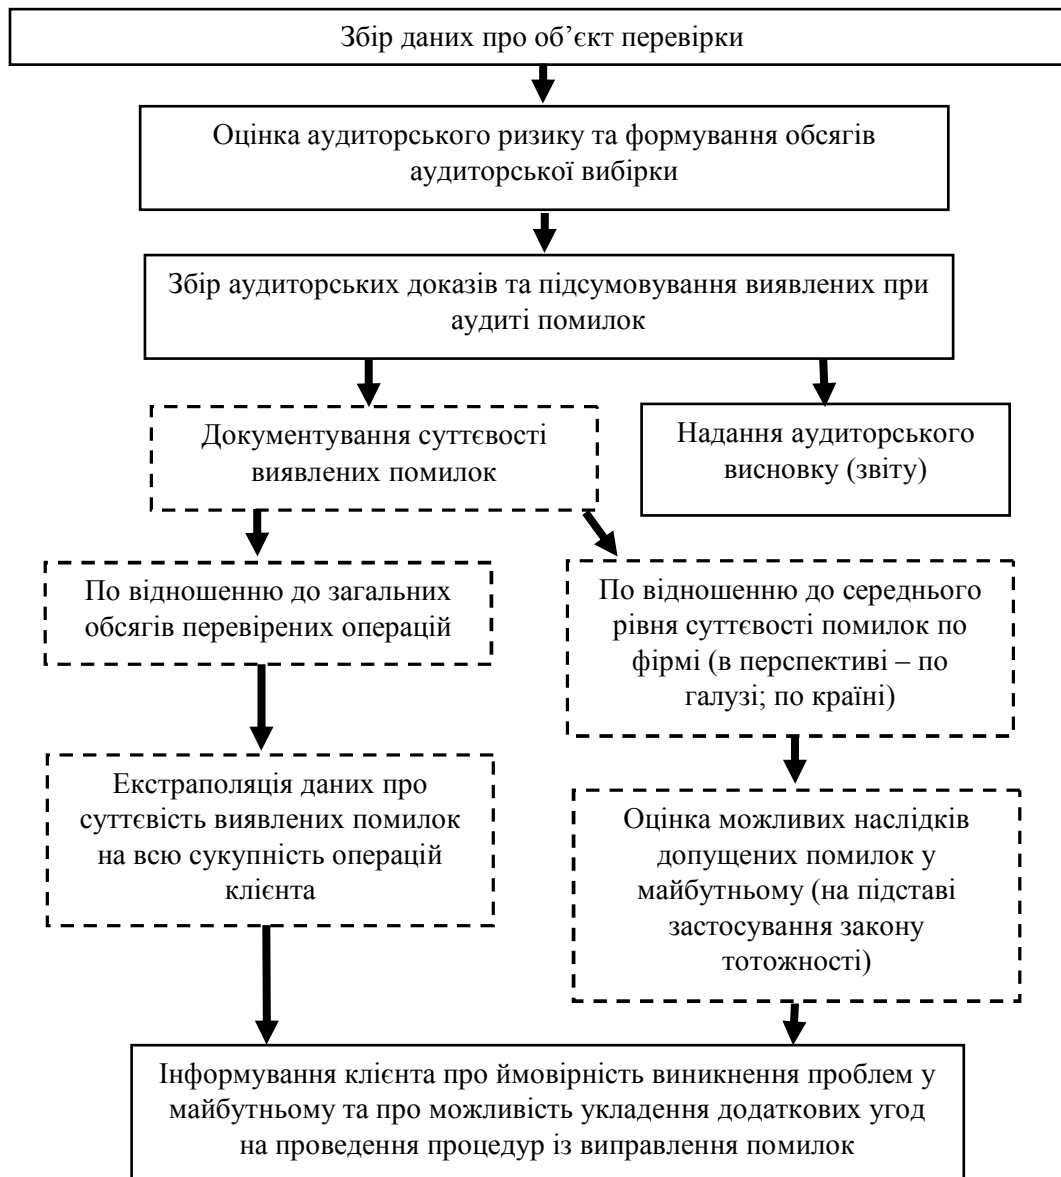 Збір даних про об’єкт перевірки
Оцінка аудиторського ризику та формування обсягів
аудиторської вибірки
Збір аудиторських доказів та підсумовування виявлених при
аудиті помилок
Документування суттєвості
виявлених помилок
Надання аудиторського
висновку (звіту)
По відношенню до загальних
обсягів перевірених операцій
По відношенню до середнього
рівня суттєвості помилок по
фірмі (в перспективі – по
галузі; по країні)
Екстраполяція даних про
суттєвість виявлених помилок
на всю сукупність операцій
клієнта
Оцінка можливих наслідків
допущених помилок у
майбутньому (на підставі
застосування закону
тотожності)
Інформування клієнта про ймовірність виникнення проблем у
майбутньому та про можливість укладення додаткових угод
на проведення процедур із виправлення помилок